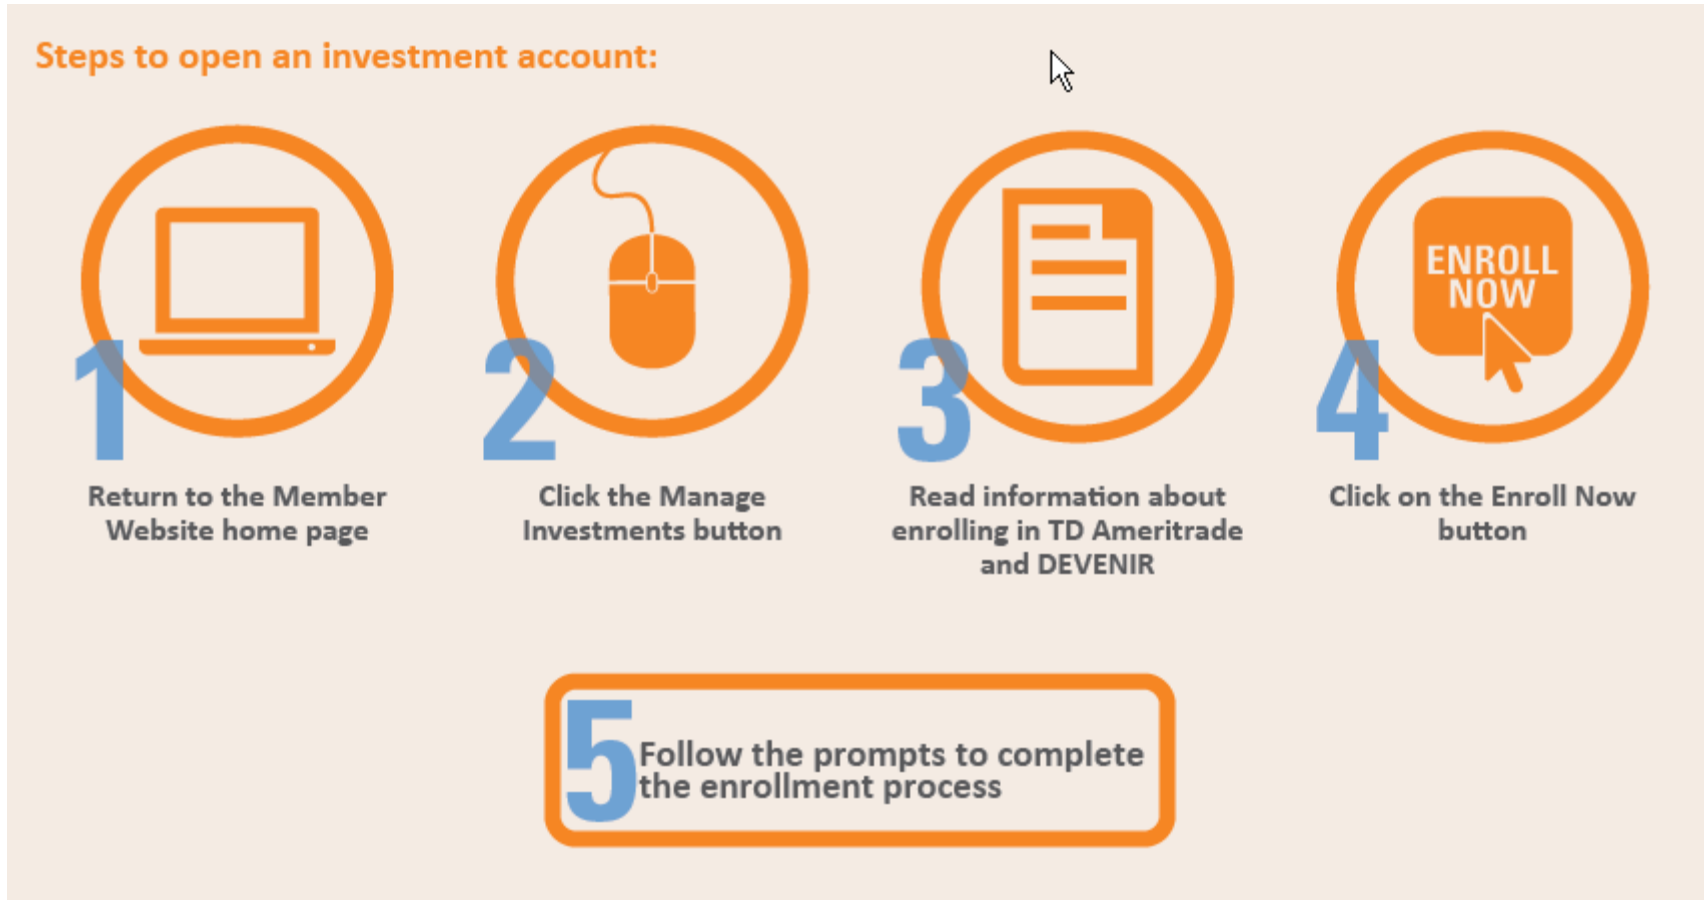 Steps to open an investment account:
1
Return to the Member
Website home page
2
Click the Manage
Investments button
3
Read information about
enrolling in TD Ameritrade
and DEVENIR
ENROLL
NOW
4
Click on the Enroll Now
button
5
Follow the prompts to complete
the enrollment process